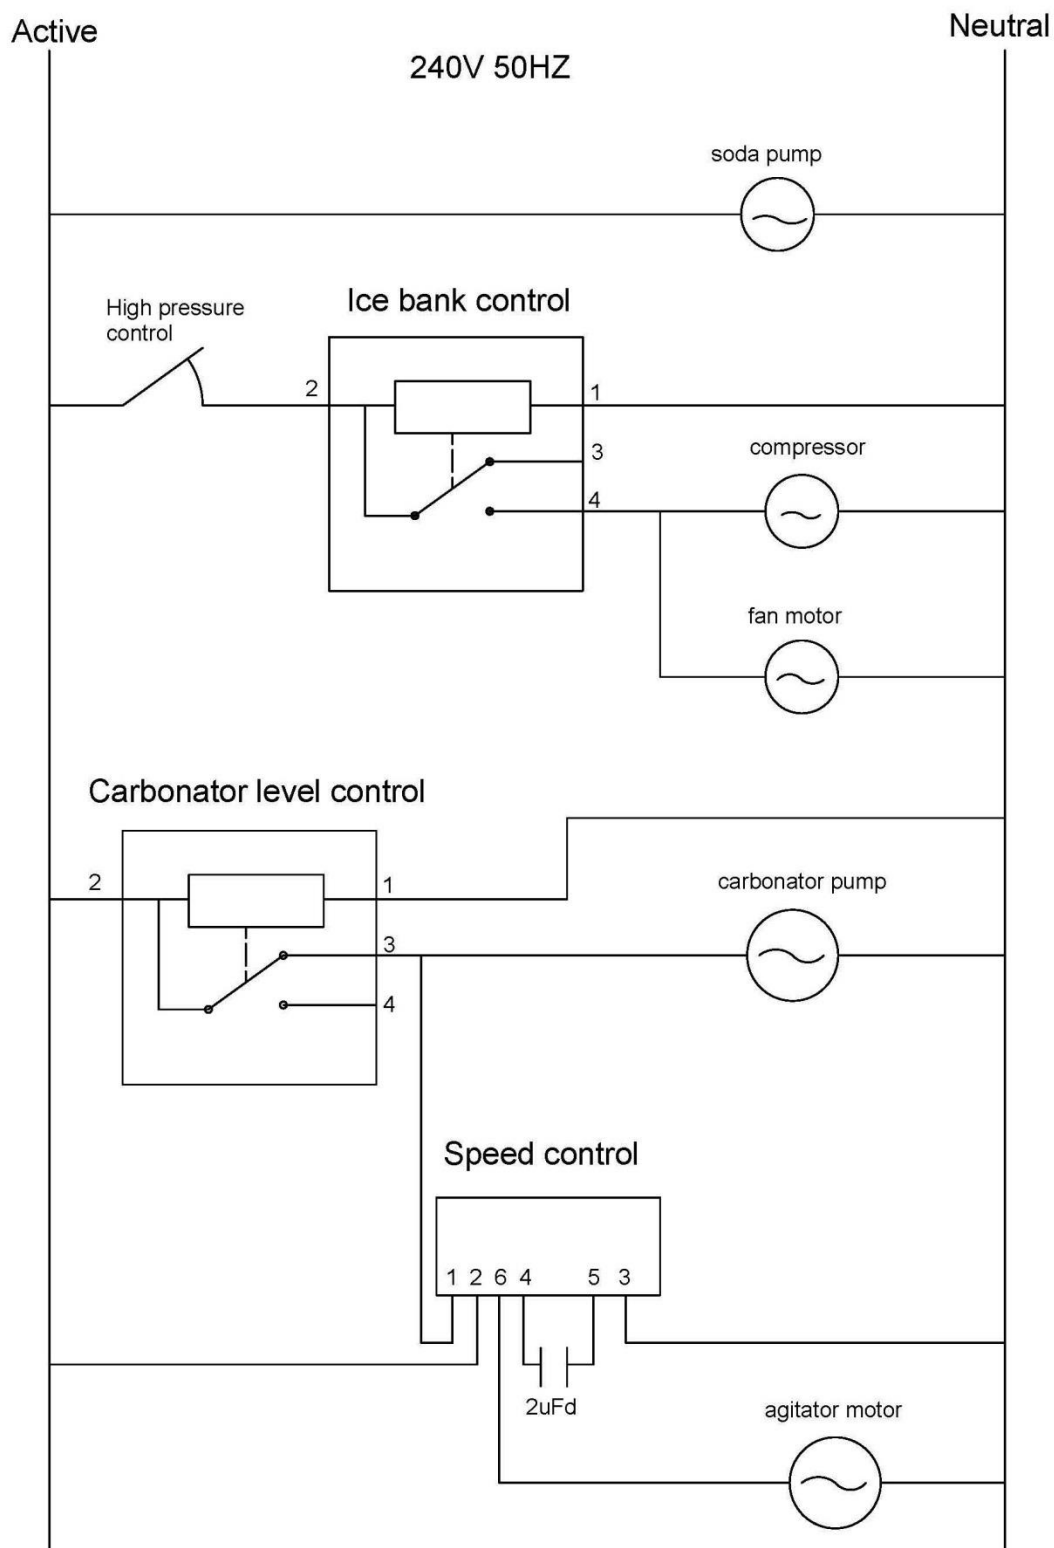 Active
Neutral
240V 50HZ
soda pump
Ice bank control
High pressure
control
2
1
3
compressor
4
fan motor
Carbonator level control
2
1
carbonator pump
3
4
Speed control
1 2 6 4 5 3
2uFd
agitator motor